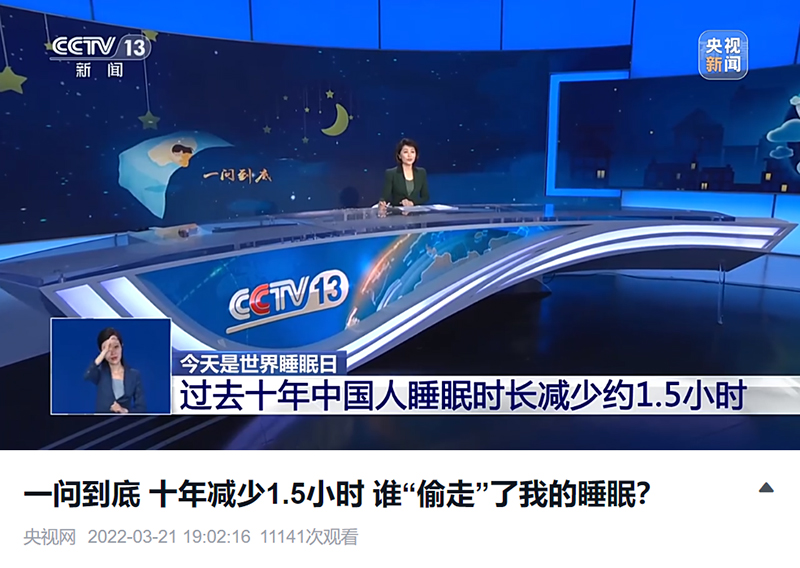 CCTV 13
新闻
央视
新闻
一问到底
CCTV 13
今天是世界睡眠日
过去十年中国人睡眠时长减少约1.5小时
一问到底 十年减少1.5小时 谁“偷走”了我的睡眠？
央视网 2022-03-21 19:02:16 11141次观看